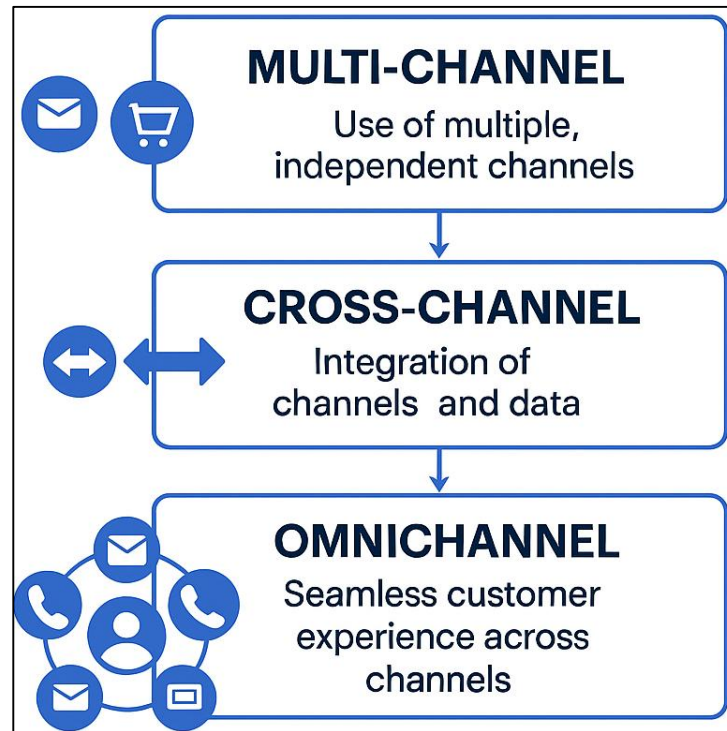 MULTI-CHANNEL
Use of multiple,
independent channels
CROSS-CHANNEL
Integration of
channels and data
OMNICHANNEL
Seamless customer
experience across
channels